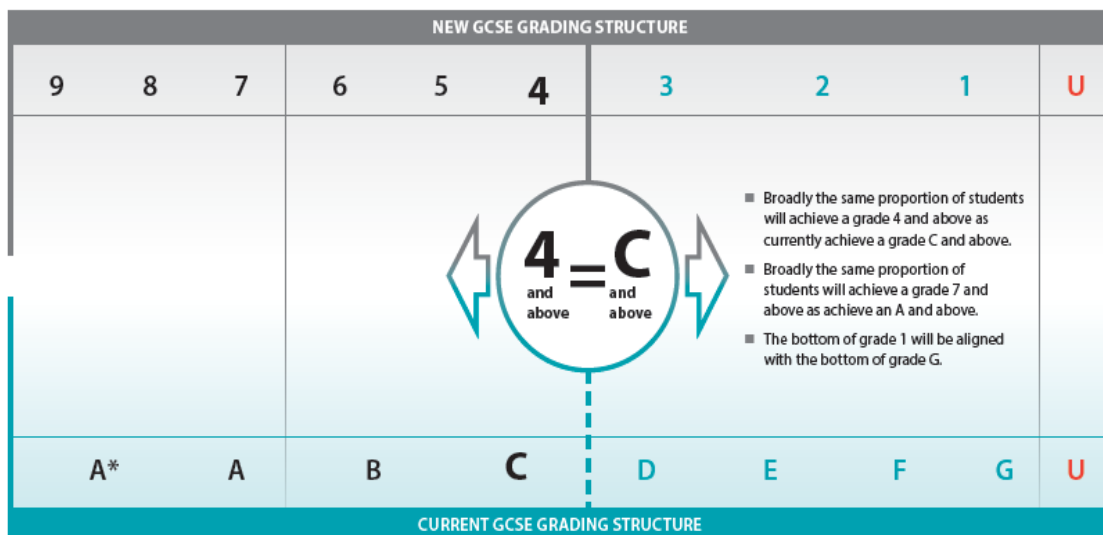 NEW GCSE GRADING STRUCTURE
9 8 7 6 5 4 3 2 1 U
4 = C
and above and above
Broadly the same proportion of students
will achieve a grade 4 and above as
currently achieve a grade C and above.
Broadly the same proportion of
students will achieve a grade 7 and
above as achieve an A and above.
The bottom of grade 1 will be aligned
with the bottom of grade G.
A* A B C D E F G U
CURRENT GCSE GRADING STRUCTURE